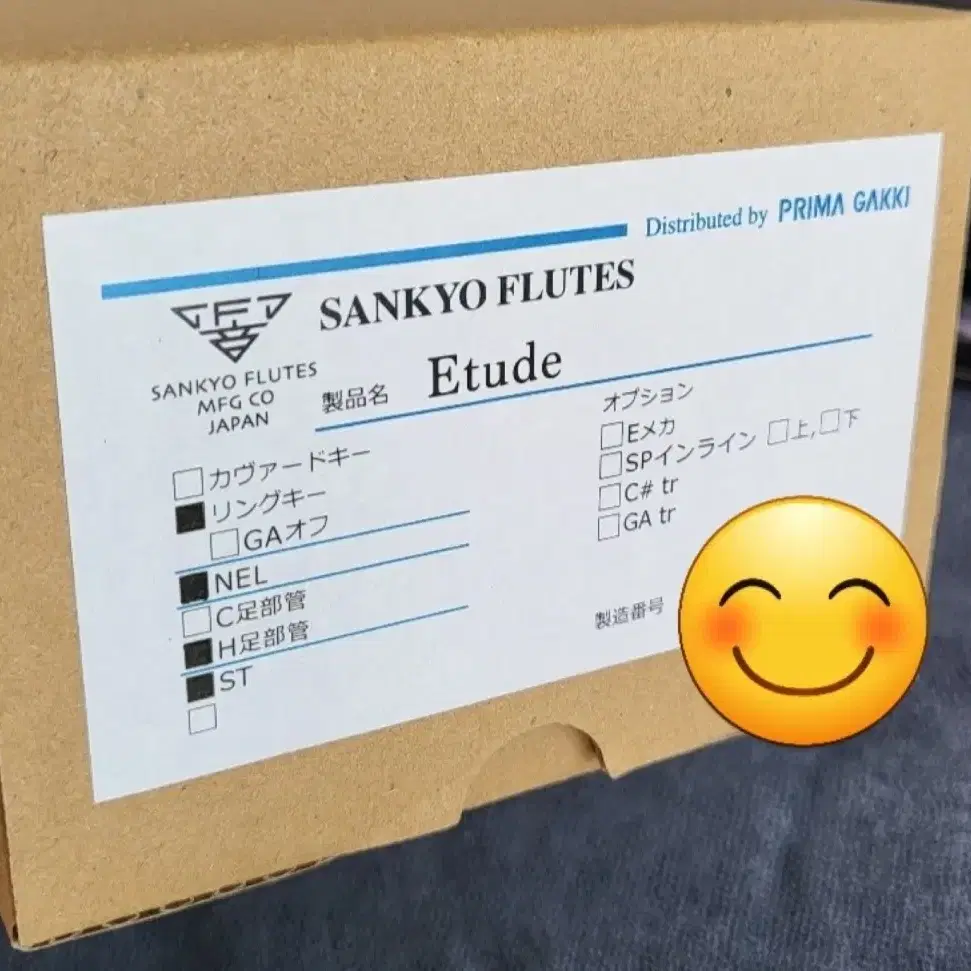 Distributed by PRIMA GAKKI
SANKYO FLUTES
SANKYO FLUTES
MFG CO
JAPAN
製品名 Etude
□カヴァードキー
■リングキー
□GAオフ
■NEL
□C足部管
■H足部管
■ST
□
オプション
□Eメカ
□SPインライン □上,□下
□C# tr
□GA tr
製造番号